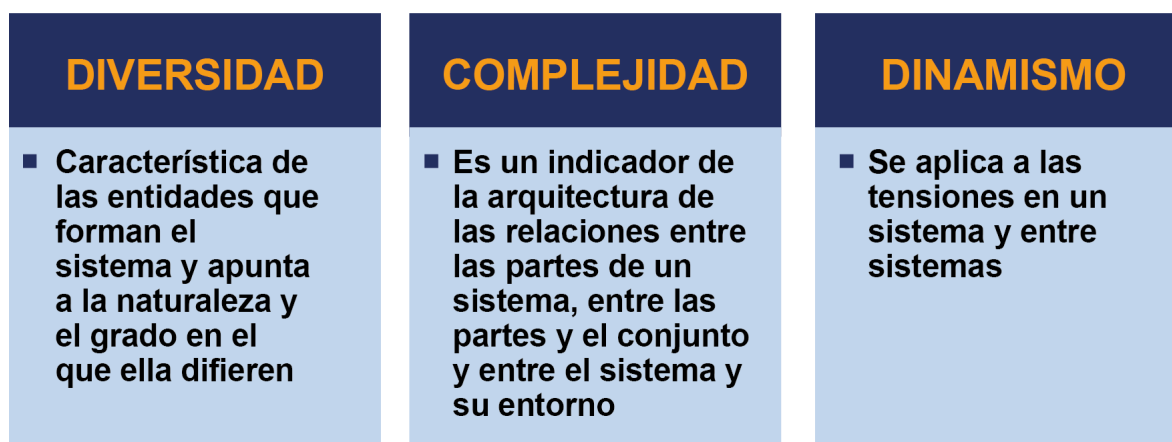 DIVERSIDAD
Característica de
las entidades que
forman el
sistema y apunta
a la naturaleza y
el grado en el
que ella difieren
COMPLEJIDAD
Es un indicador de
la arquitectura de
las relaciones entre
las partes de un
sistema, entre las
partes y el conjunto
y entre el sistema y
su entorno
DINAMISMO
Se aplica a las
tensiones en un
sistema y entre
sistemas